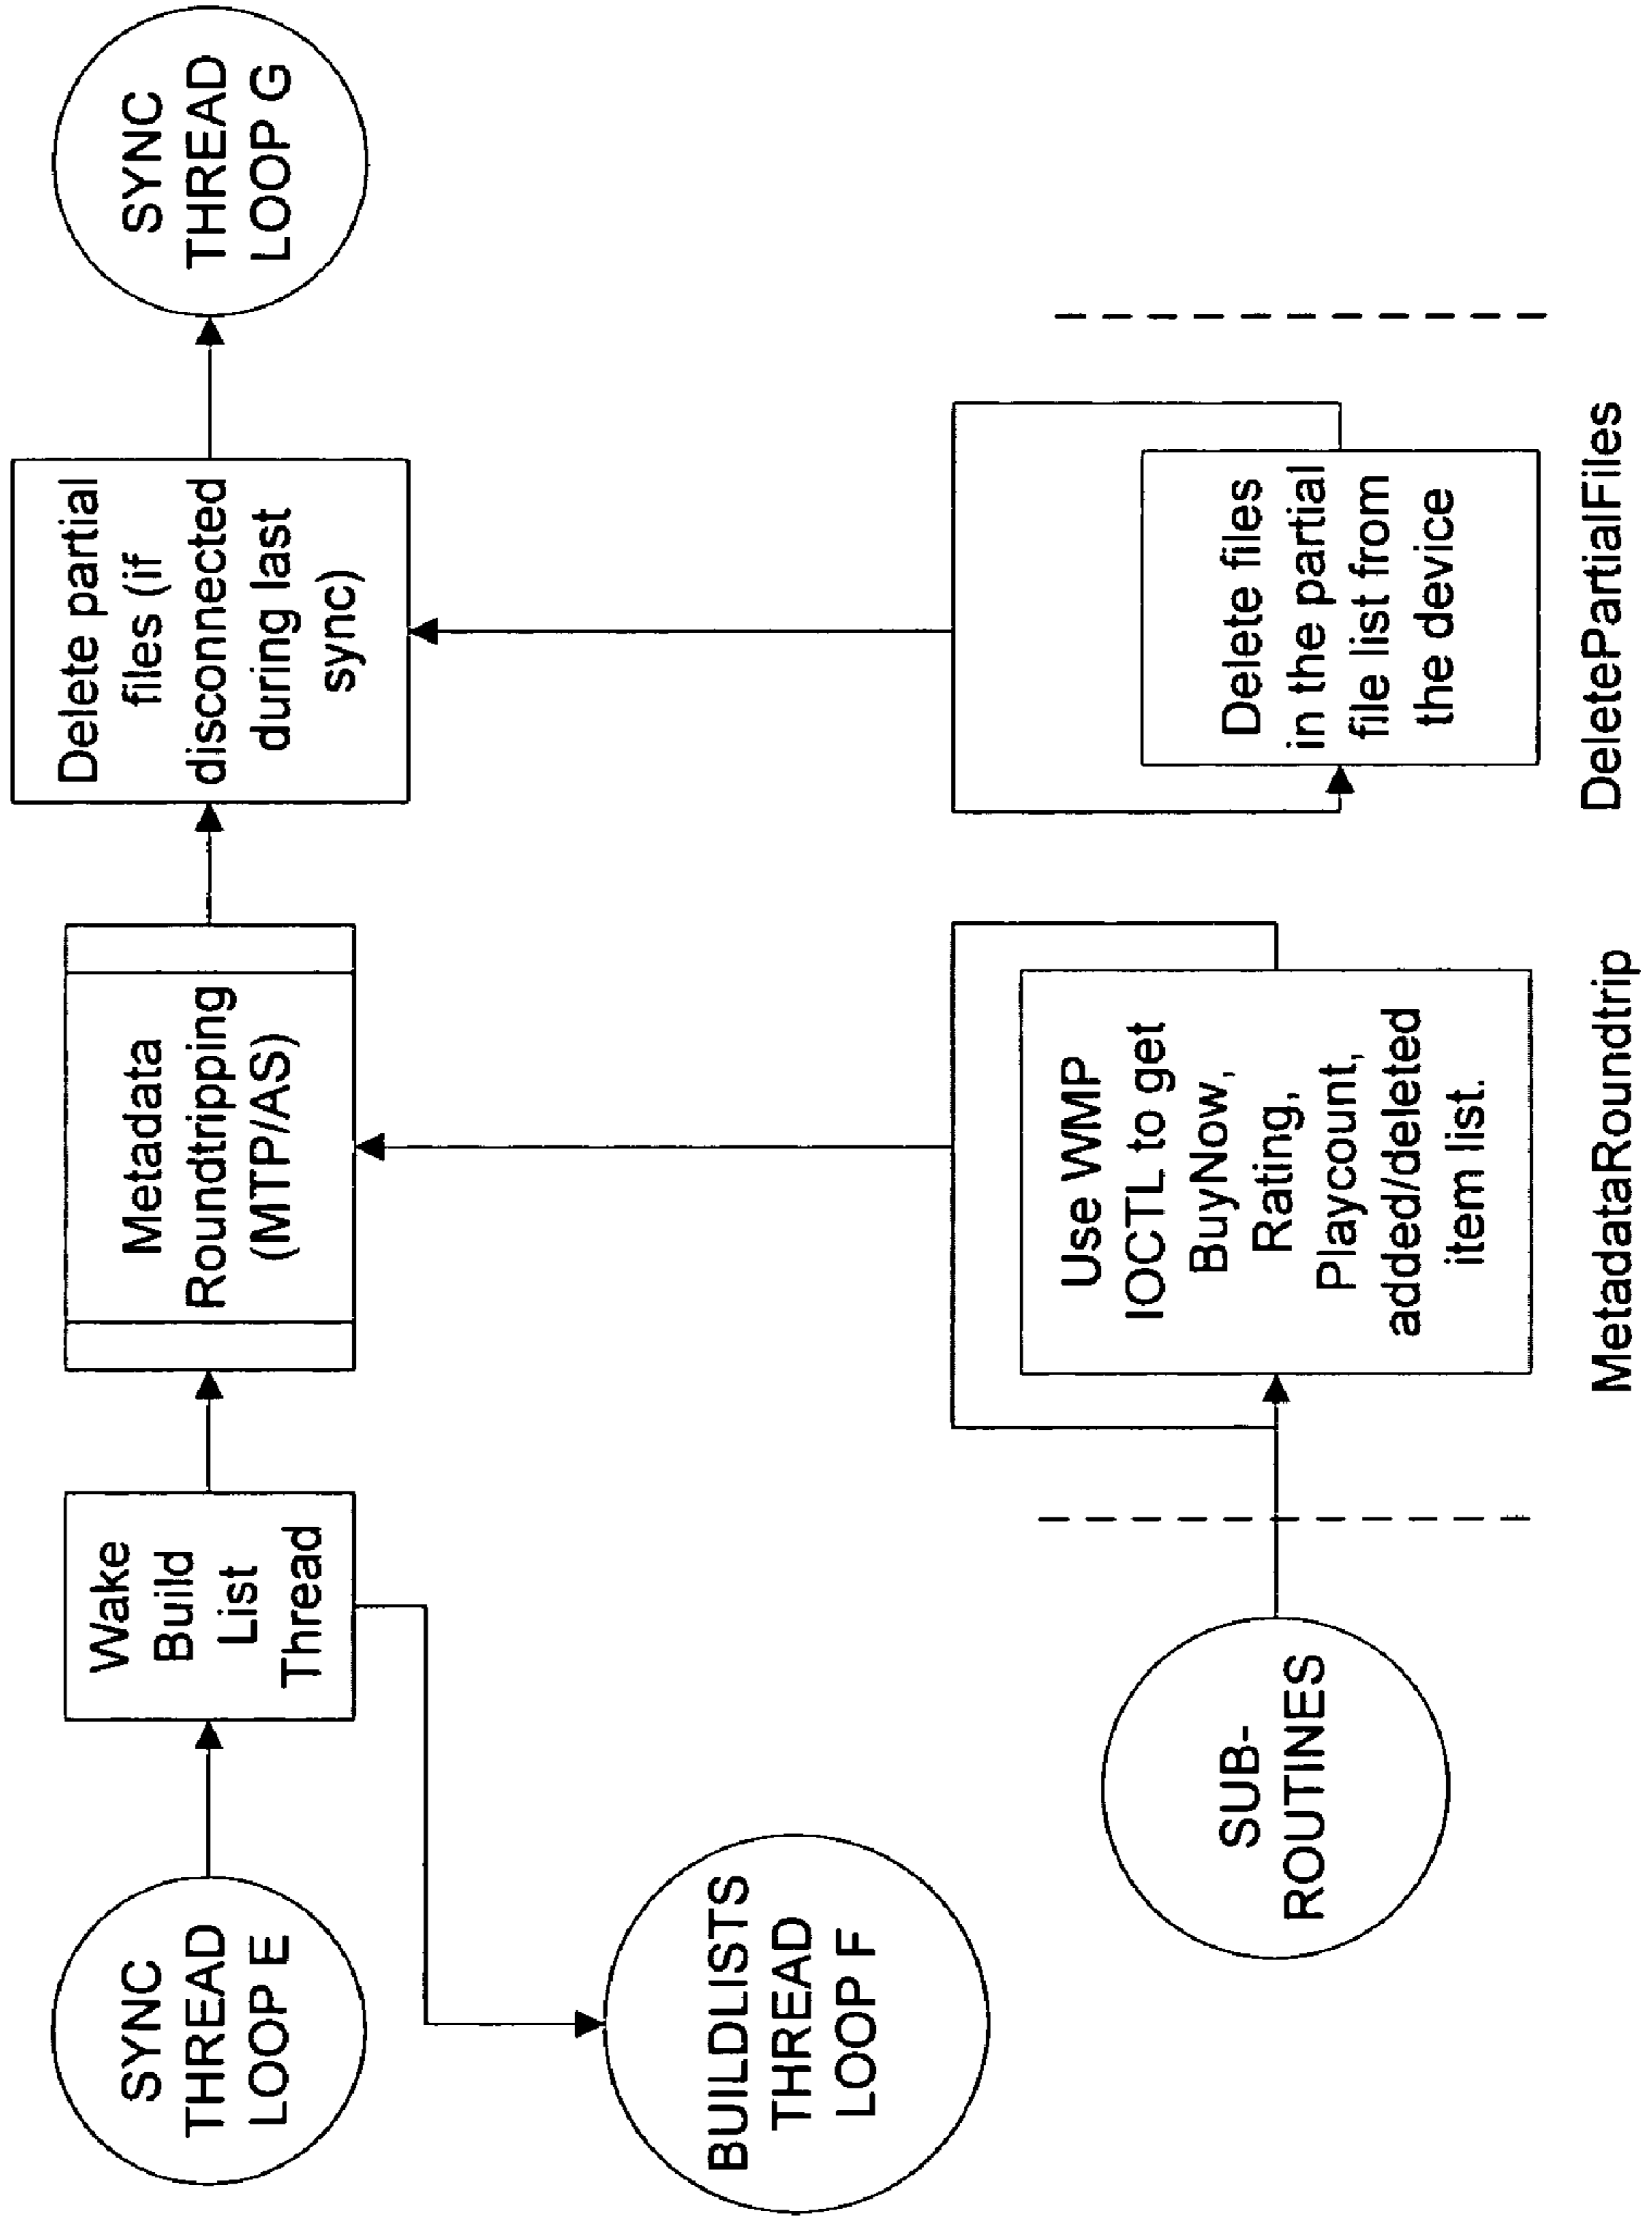 SYNC
THREAD
LOOP E
Wake
Build
List
Thread
Metadata
Roundtripping
(MTP/AS)
Delete partial
files (if
disconnected
during last
sync)
SYNC
THREAD
LOOP G
BUILDLISTS
THREAD
LOOP F
SUB-
ROUTINES
Use WMP
IOCTL to get
BuyNow,
Rating,
Playcount,
added/deleted
item list.
MetadataRoundtrip
Delete files
in the partial
file list from
the device
DeletePartialFiles